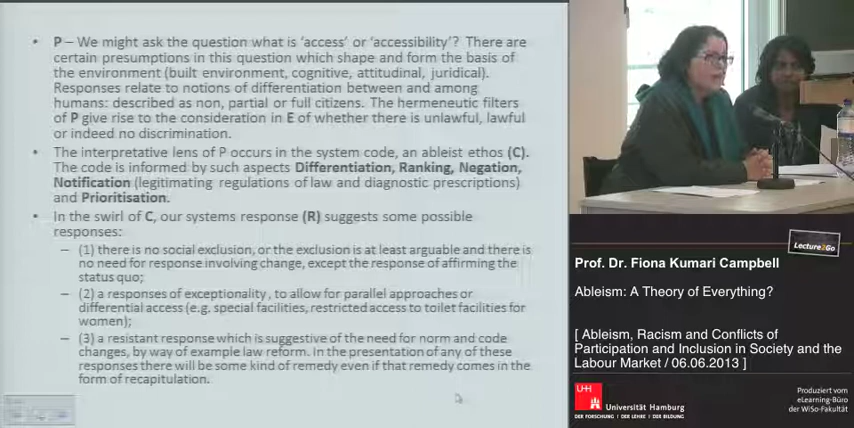 • P – We might ask the question what is 'access' or 'accessibility'? There are
certain presumptions in this question which shape and form the basis of
the environment (built environment, cognitive, attitudinal, juridical).
Responses relate to notions of differentiation between and among
humans: described as non, partial or full citizens. The hermeneutic filters
of P give rise to the consideration in E of whether there is unlawful, lawful
or indeed no discrimination.
• The interpretative lens of P occurs in the system code, an ableist ethos (C).
The code is informed by such aspects Differentiation, Ranking, Negation,
Notification (legitimating regulations of law and diagnostic prescriptions)
and Prioritisation.
• In the swirl of C, our systems response (R) suggests some possible
responses:
– (1) there is no social exclusion, or the exclusion is at least arguable and there is
no need for response involving change, except the response of affirming the
status quo;
– (2) a responses of exceptionality, to allow for parallel approaches or
differential access (e.g. special facilities, restricted access to toilet facilities for
women);
– (3) a resistant response which is suggestive of the need for norm and code
changes, by way of example law reform. In the presentation of any of these
responses there will be some kind of remedy even if that remedy comes in the
form of recapitulation.
Lecture2Go
Prof. Dr. Fiona Kumari Campbell
Ableism: A Theory of Everything?
[ Ableism, Racism and Conflicts of
Participation and Inclusion in Society and the
Labour Market / 06.06.2013 ]
UH
Universität Hamburg
DER FORSCHUNG | DER LEHRE | DER BILDUNG
Produziert vom
eLearning-Büro
der WiSo-Fakultät